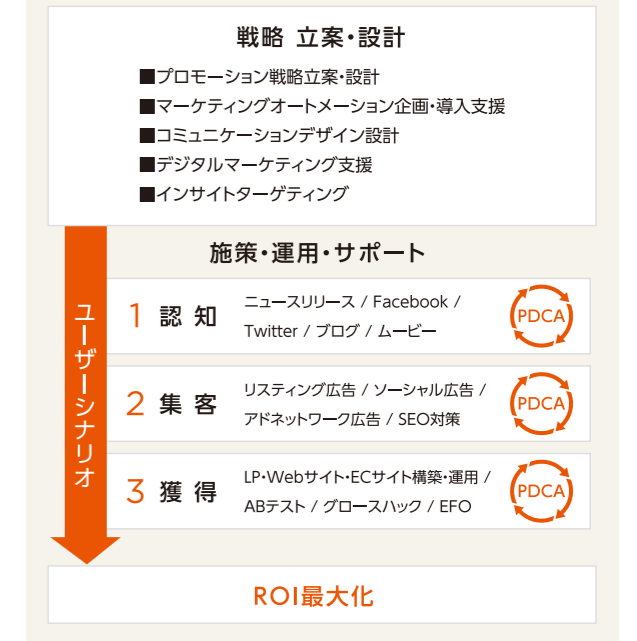 戦略 立案・設計
■プロモーション戦略立案・設計
■マーケティングオートメーション企画・導入支援
■コミュニケーションデザイン設計
■デジタルマーケティング支援
■インサイトターゲティング
ユーザーシナリオ
施策・運用・サポート
1 認知
ニュースリリース / Facebook /
Twitter / ブログ / ムービー
PDCA
2 集客
リスティング広告 / ソーシャル広告 /
アドネットワーク広告 / SEO対策
PDCA
3 獲得
LP・Webサイト・ECサイト構築・運用 /
ABテスト / グロースハック / EFO
PDCA
ROI最大化